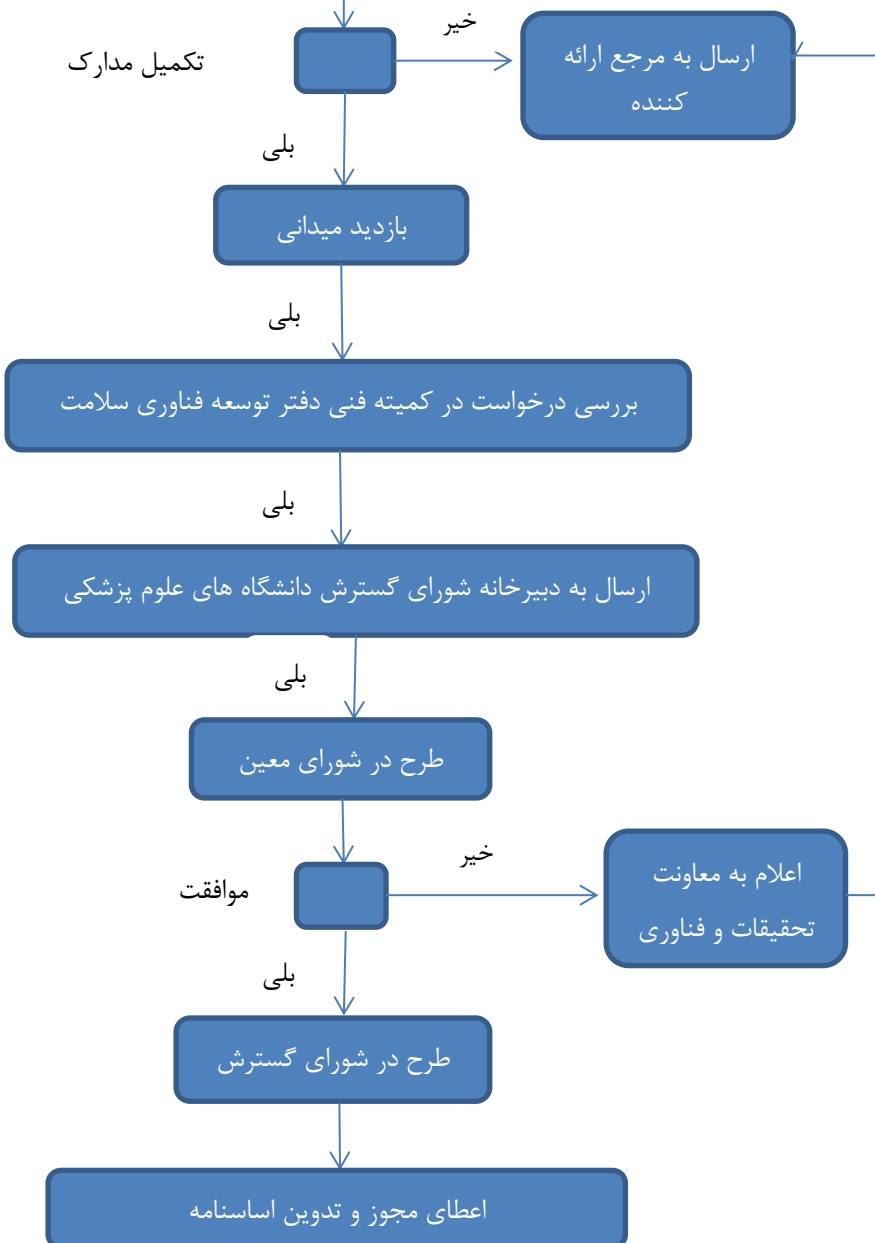 خیر
تکمیل مدارک
ارسال به مرجع ارائه
کننده
بلی
بازدید میدانی
بلی
بررسی درخواست در کمیته فنی دفتر توسعه فناوری سلامت
بلی
ارسال به دبیرخانه شورای گسترش دانشگاه های علوم پزشکی
بلی
طرح در شورای معین
خیر
موافقت
اعلام به معاونت
تحقیقات و فناوری
بلی
طرح در شورای گسترش
اعطای مجوز و تدوین اساسنامه